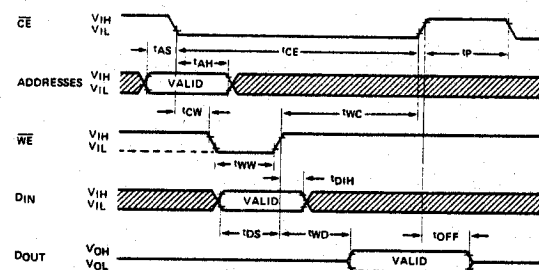 CE VIH
VIL
tAS tAH tCE tP
ADDRESSES VIH
VIL
VALID
tCW tWC
WE VIH
VIL
tWW tDIH
DIN VIH
VIL
VALID
tDS tWD tOFF
DOUT VOH
VOL
VALID